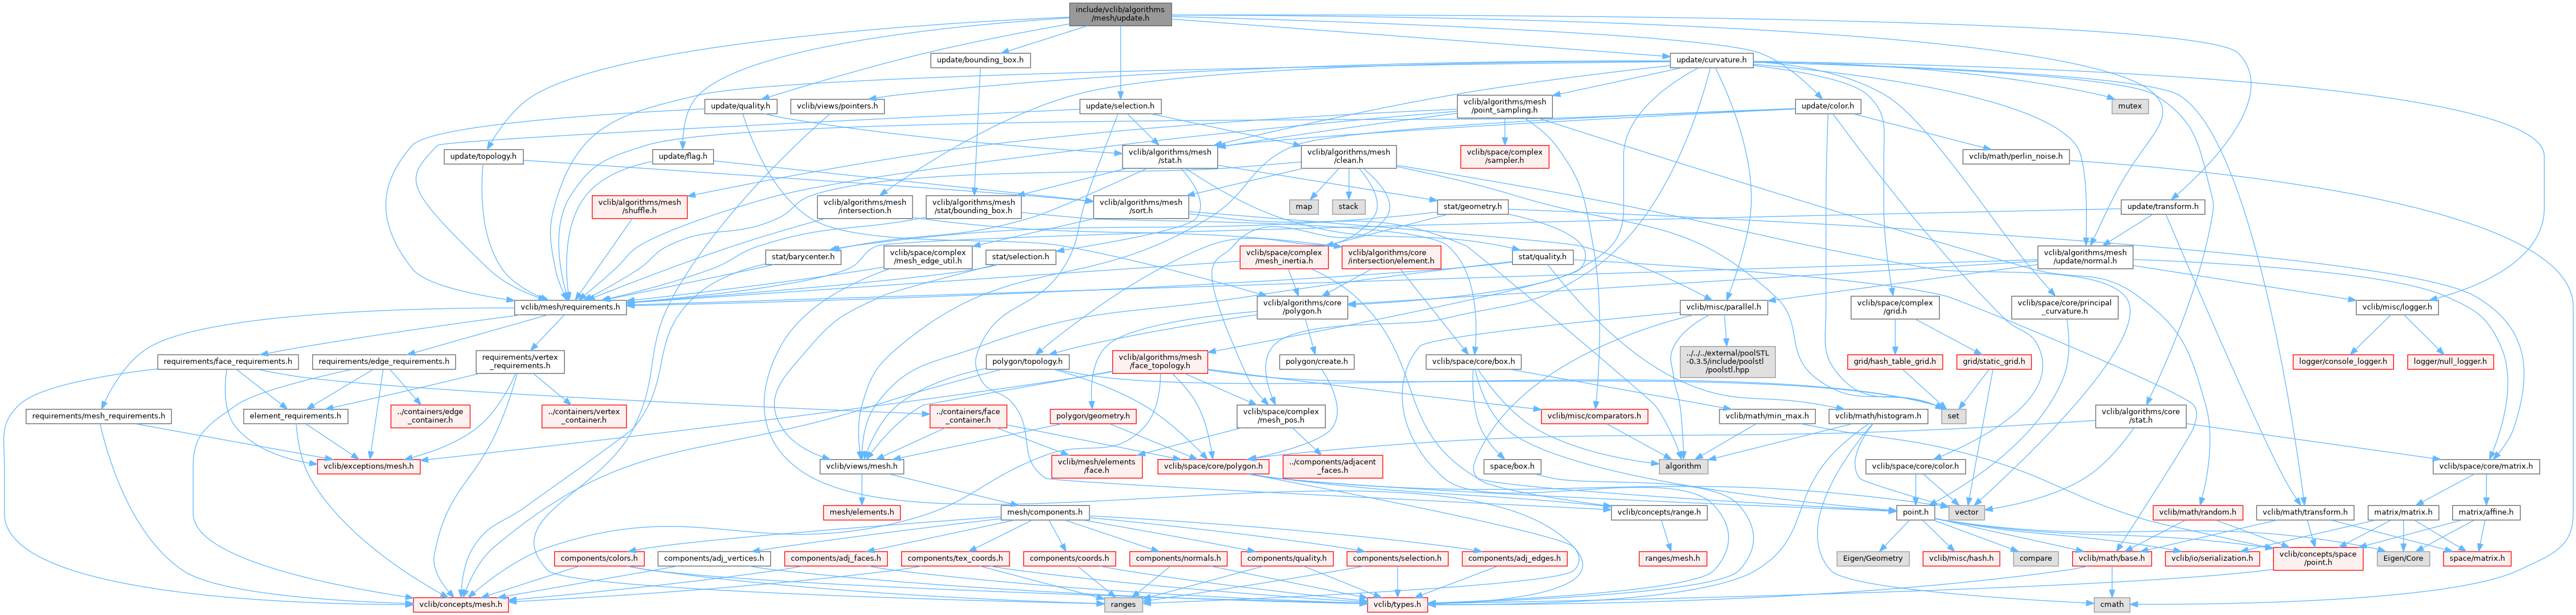 include/vclib/algorithms
/mesh/update.h
update/bounding_box.h
update/curvature.h
update/quality.h
vclib/views/pointers.h
update/selection.h
vclib/algorithms/mesh
/point_sampling.h
update/color.h
mutex
update/topology.h
update/flag.h
vclib/algorithms/mesh
/stat.h
vclib/algorithms/mesh
/clean.h
vclib/space/complex
/sampler.h
vclib/math/perlin_noise.h
vclib/algorithms/mesh
/shuffle.h
vclib/algorithms/mesh
/intersection.h
vclib/algorithms/mesh
/stat/bounding_box.h
vclib/algorithms/mesh
/sort.h
map
stack
stat/geometry.h
update/transform.h
stat/barycenter.h
vclib/space/complex
/mesh_edge_util.h
stat/selection.h
vclib/space/complex
/mesh_inertia.h
vclib/algorithms/core
/intersection/element.h
stat/quality.h
vclib/algorithms/mesh
/update/normal.h
vclib/mesh/requirements.h
vclib/algorithms/core
/polygon.h
vclib/misc/parallel.h
vclib/space/complex
/grid.h
vclib/space/core/principal
_curvature.h
vclib/misc/logger.h
requirements/face_requirements.h
requirements/edge_requirements.h
requirements/vertex
_requirements.h
polygon/topology.h
vclib/algorithms/mesh
/face_topology.h
polygon/create.h
vclib/space/core/box.h
../../../external/poolSTL
-0.3.5/include/poolstl
/poolstl.hpp
grid/hash_table_grid.h
grid/static_grid.h
logger/console_logger.h
logger/null_logger.h
requirements/mesh_requirements.h
element_requirements.h
../containers/edge
_container.h
../containers/vertex
_container.h
../containers/face
_container.h
polygon/geometry.h
vclib/space/complex
/mesh_pos.h
vclib/misc/comparators.h
vclib/math/min_max.h
vclib/math/histogram.h
set
vclib/algorithms/core
/stat.h
vclib/exceptions/mesh.h
vclib/views/mesh.h
vclib/mesh/elements
/face.h
vclib/space/core/polygon.h
../components/adjacent
_faces.h
space/box.h
algorithm
vclib/space/core/color.h
vclib/space/core/matrix.h
mesh/elements.h
mesh/components.h
vclib/concepts/range.h
point.h
vector
vclib/math/random.h
vclib/math/transform.h
matrix/matrix.h
matrix/affine.h
components/colors.h
components/adj_vertices.h
components/adj_faces.h
components/tex_coords.h
components/coords.h
components/normals.h
components/quality.h
components/selection.h
components/adj_edges.h
ranges/mesh.h
Eigen/Geometry
vclib/misc/hash.h
compare
vclib/math/base.h
vclib/io/serialization.h
vclib/concepts/space
/point.h
Eigen/Core
space/matrix.h
vclib/concepts/mesh.h
ranges
vclib/types.h
cmath